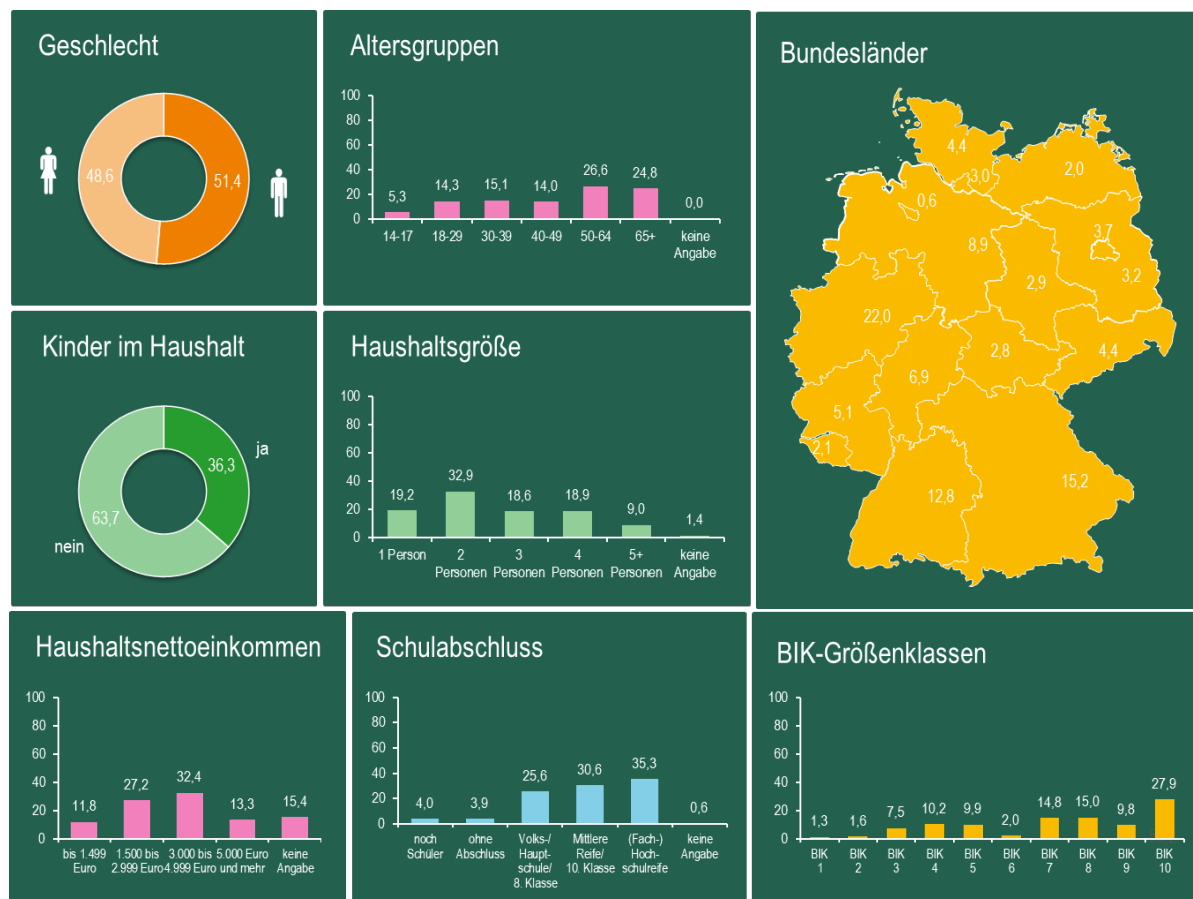 Geschlecht
48,6
51,4
Altersgruppen
100
80
60
40
20
0
5,3
14,3
15,1
14,0
26,6
24,8
0,0
14-17
18-29
30-39
40-49
50-64
65+
keine
Angabe
Bundesländer
4,4
3,0
2,0
0,6
3,7
8,9
2,9
3,2
22,0
2,8
4,4
6,9
5,1
2,1
12,8
15,2
Kinder im Haushalt
ja
36,3
63,7
nein
Haushaltsgröße
100
80
60
40
20
0
19,2
32,9
18,6
18,9
9,0
1,4
1 Person
2
Personen
3
Personen
4
Personen
5+
Personen
keine
Angabe
Haushaltsnettoeinkommen
100
80
60
40
20
0
11,8
27,2
32,4
13,3
15,4
bis 1.499
Euro
1.500 bis
2.999 Euro
3.000 bis
4.999 Euro
5.000 Euro
und mehr
keine
Angabe
Schulabschluss
100
80
60
40
20
0
4,0
3,9
25,6
30,6
35,3
0,6
noch
Schüler
ohne
Abschluss
Volks-/
Haupt-
schule/
8. Klasse
Mittlere
Reife/
10. Klasse
(Fach-)
Hoch-
schulreife
keine
Angabe
BIK-Größenklassen
100
80
60
40
20
0
1,3
1,6
7,5
10,2
9,9
2,0
14,8
15,0
9,8
27,9
BIK
1
BIK
2
BIK
3
BIK
4
BIK
5
BIK
6
BIK
7
BIK
8
BIK
9
BIK
10